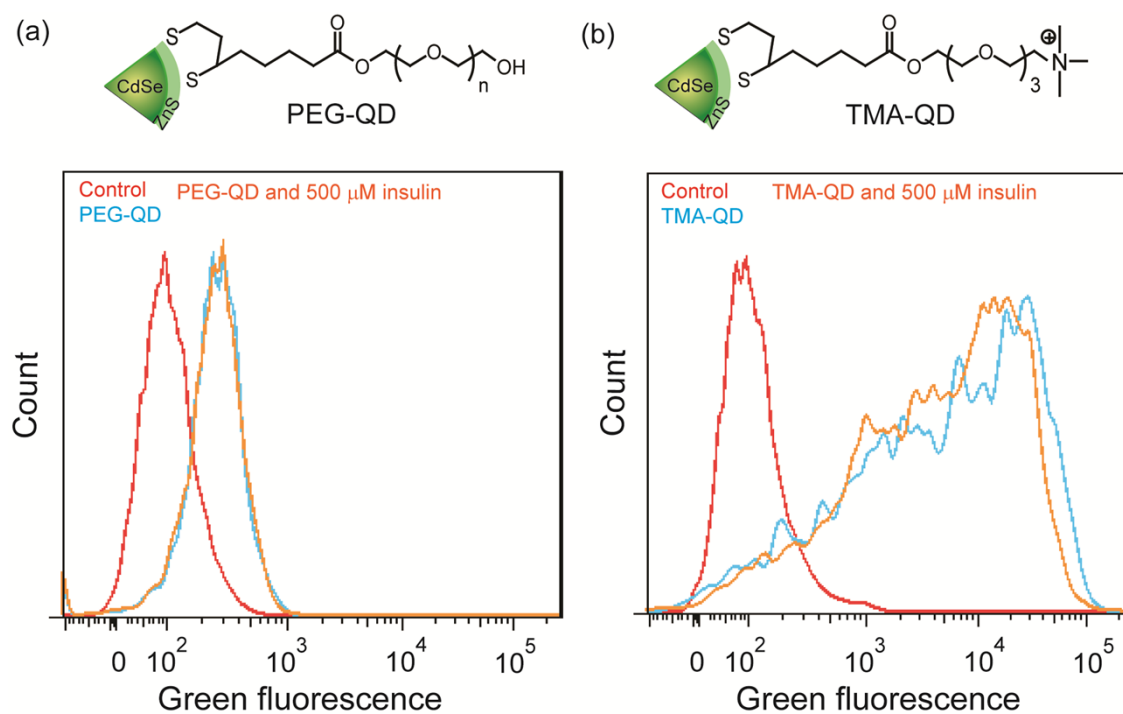 (a)
S
S
O
O
O
n
OH
CdSe
ZnS
PEG-QD
Control
PEG-QD and 500 μM insulin
PEG-QD
Count
0 10² 10³ 10⁴ 10⁵
Green fluorescence
(b)
S
S
O
O
O
3
N
⊕
CdSe
ZnS
TMA-QD
Control
TMA-QD and 500 μM insulin
TMA-QD
Count
0 10² 10³ 10⁴ 10⁵
Green fluorescence